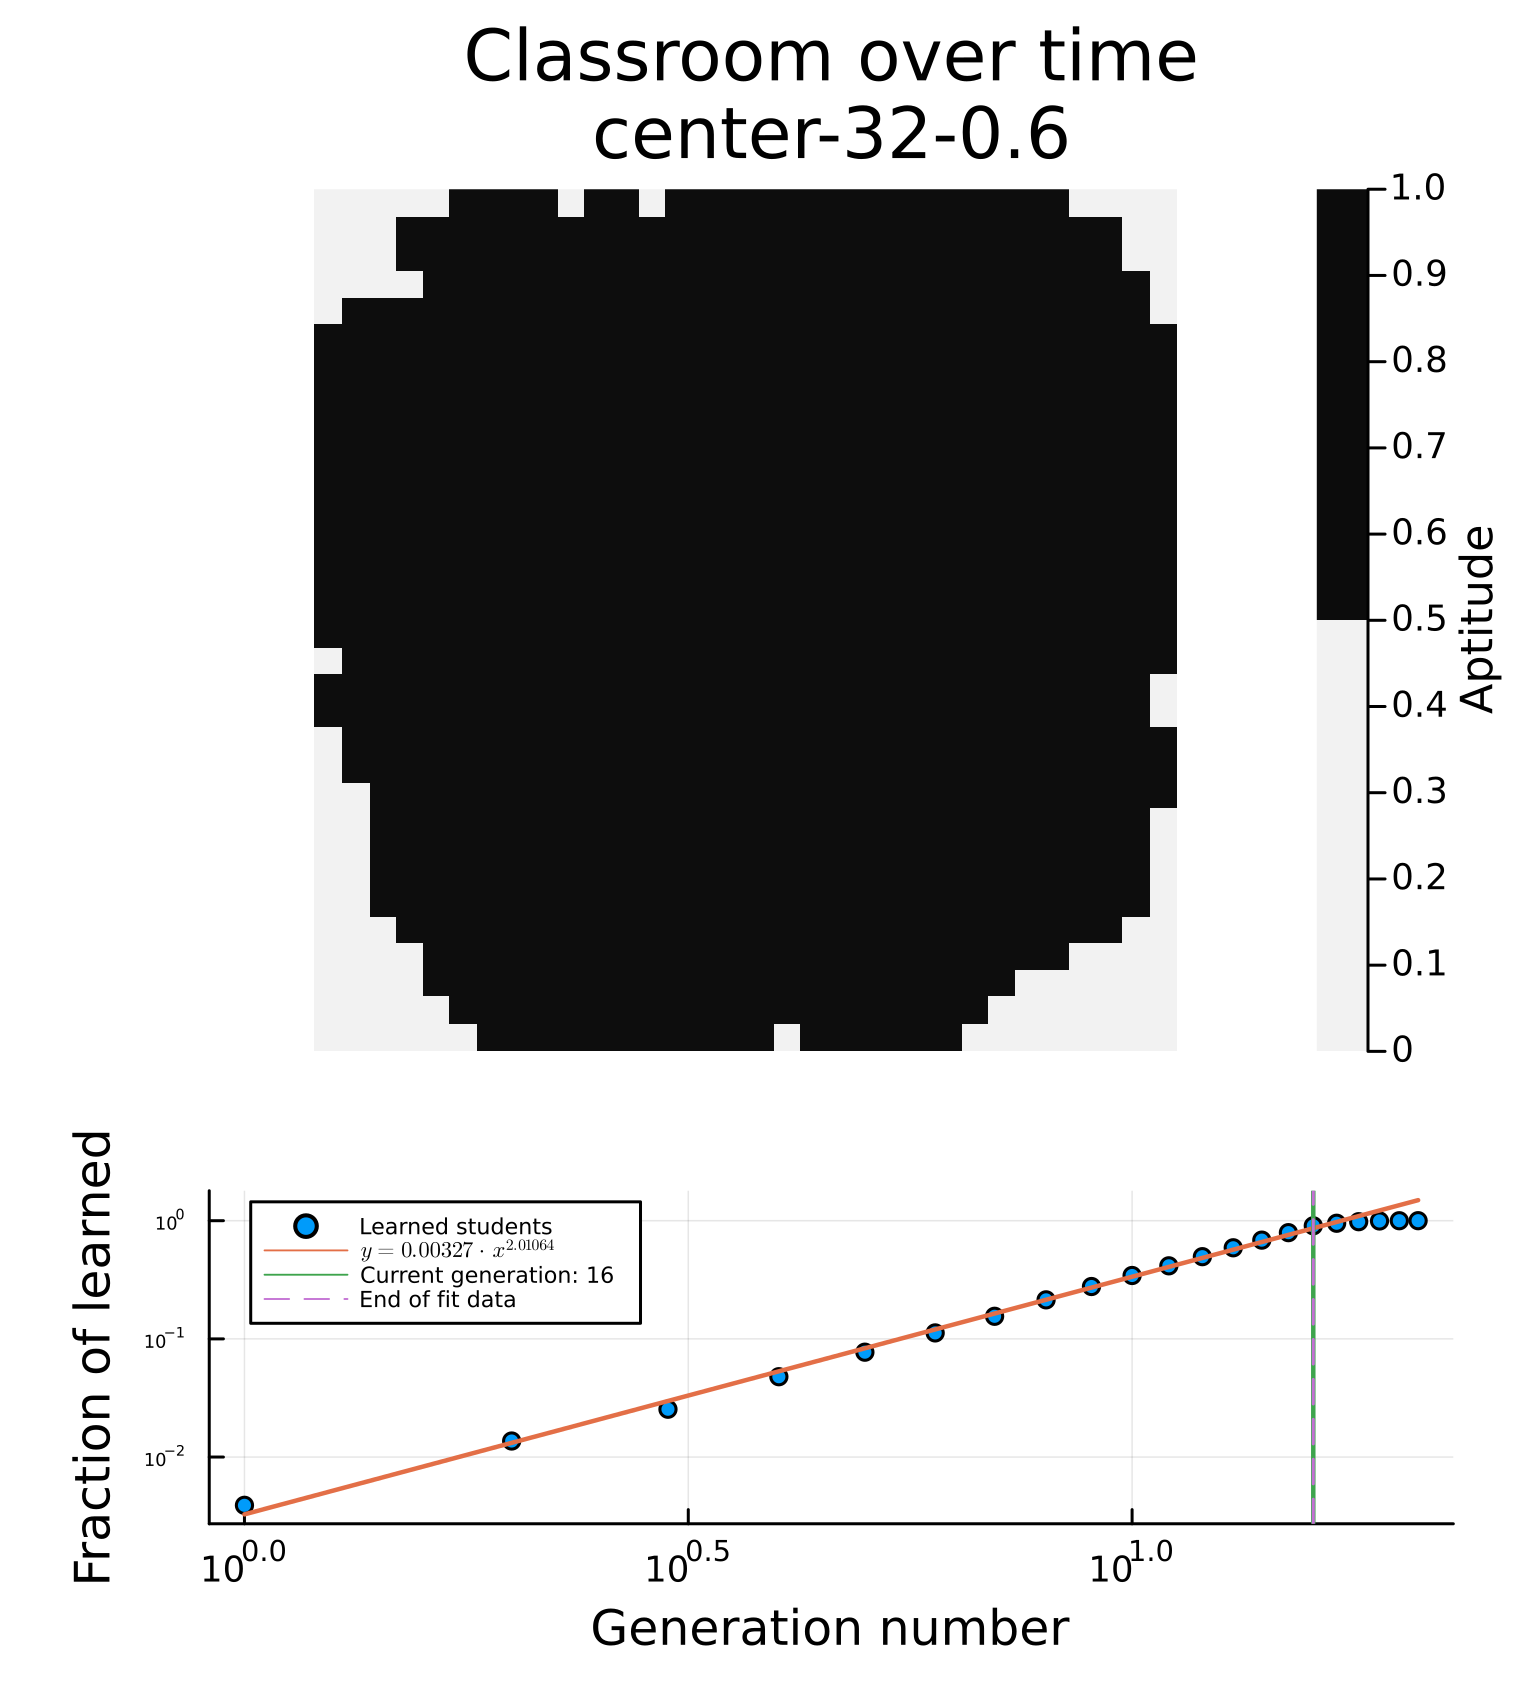 Classroom over time
center-32-0.6
1.0
0.9
0.8
0.7
0.6
0.5
0.4
0.3
0.2
0.1
0
Aptitude
Fraction of learned
10⁰
10⁻¹
10⁻²
Learned students
y = 0.00327 · x^{2.01064}
Current generation: 16
End of fit data
10^{0.0}
10^{0.5}
10^{1.0}
Generation number